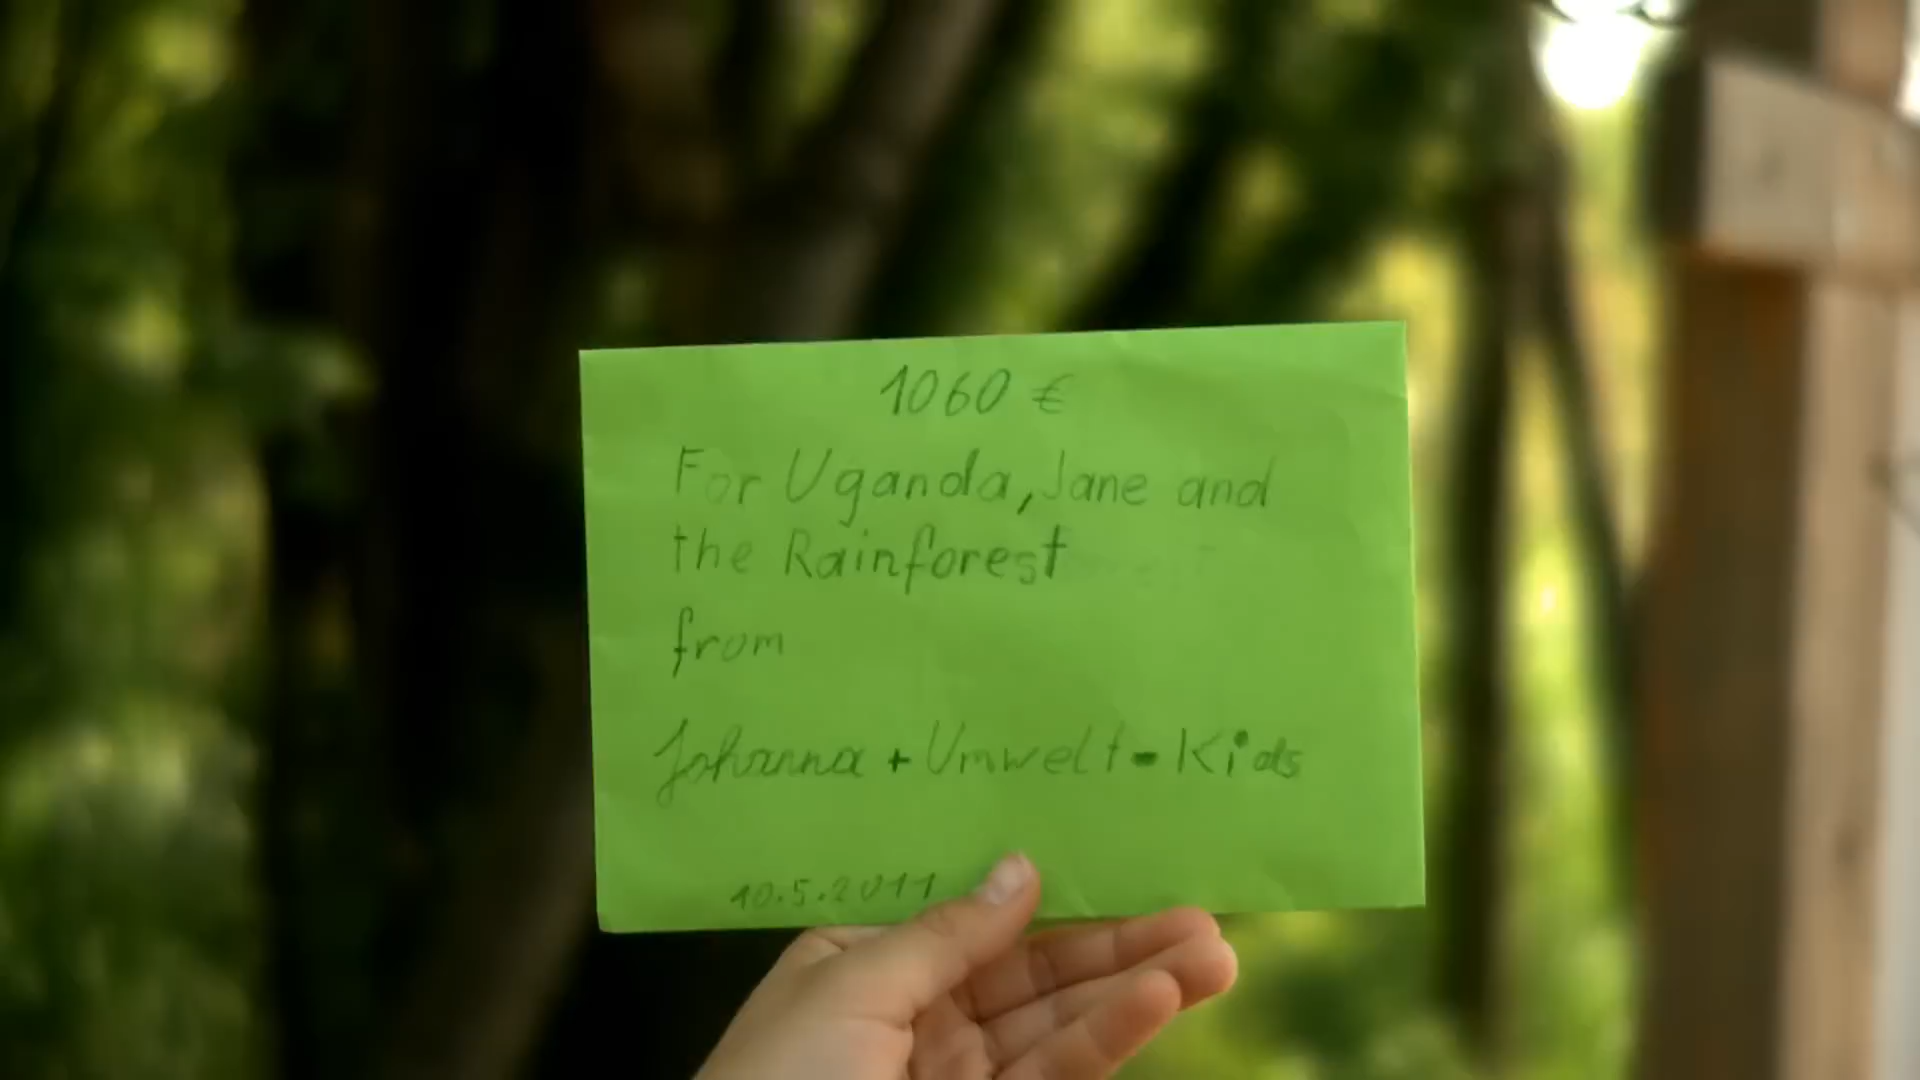 1060 €
For Uganda, Jane and
the Rainforest
from
Johanna + Umwelt-Kids
10.5.2011